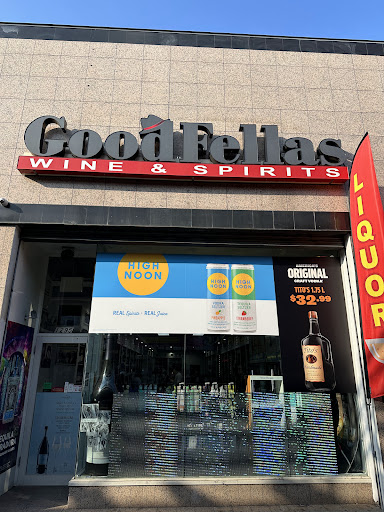 GoodFellas
WINE & SPIRITS
LIQUOR
HIGH
NOON
REAL Spirits + REAL Juice
HIGH
NOON
HIGH
NOON
ORIGINAL
CRAFT VODKA
TITO'S 1.75 L
$32.99